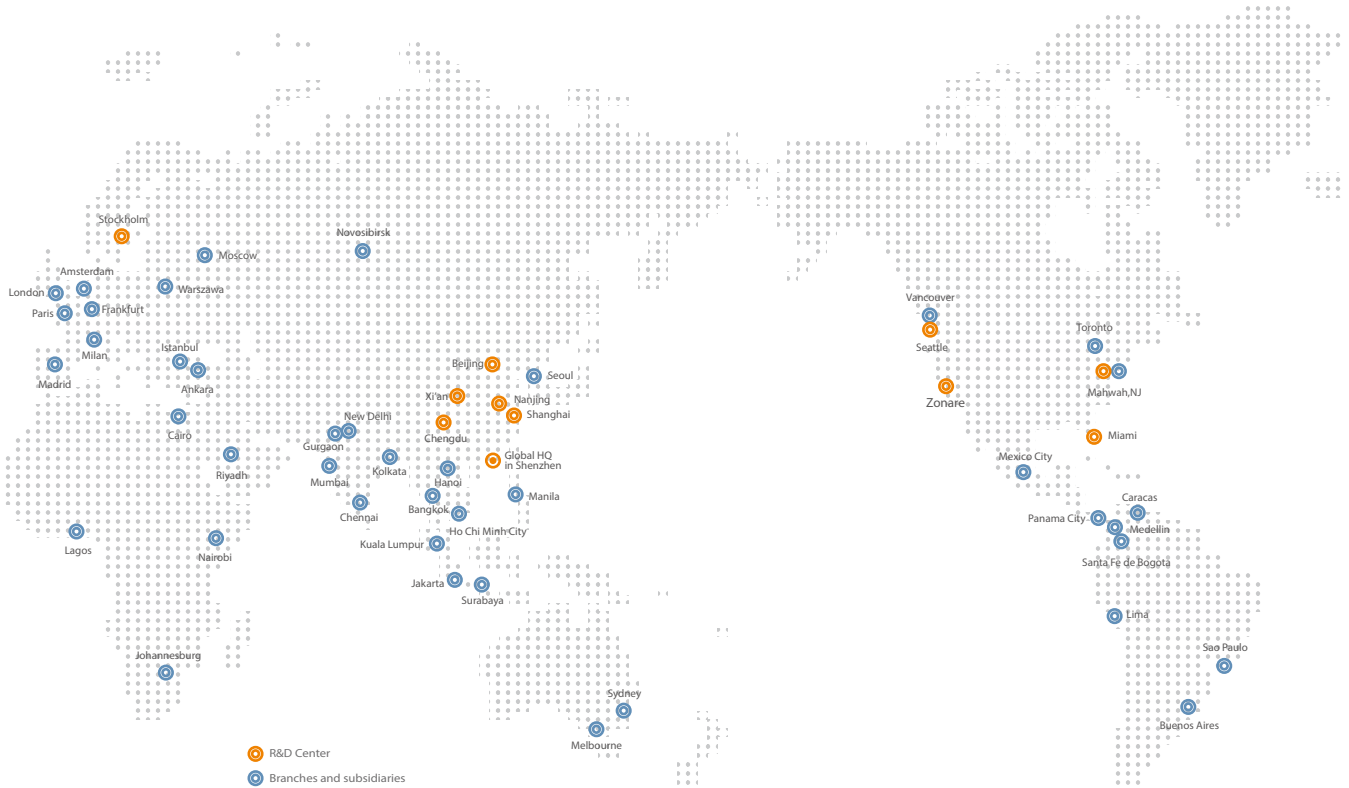 Stockholm
Novosibirsk
Moscow
Amsterdam
London
Warszawa
Vancouver
Paris
Frankfurt
Toronto
Istanbul
Seattle
Milan
Beijing
Seoul
Madrid
Ankara
Mahwah,NJ
Xi'an
Nanjing
Zonare
New Delhi
Shanghai
Cairo
Chengdu
Miami
Gurgaon
Global HQ
in Shenzhen
Mexico City
Kolkata
Riyadh
Mumbai
Hanoi
Manila
Caracas
Bangkok
Chennai
Panama City
Medellin
Ho Chi Minh City
Kuala Lumpur
Lagos
Nairobi
Santa Fe de Bogota
Jakarta
Surabaya
Lima
Sao Paulo
Johannesburg
Sydney
Buenos Aires
Melbourne
R&D Center
Branches and subsidiaries